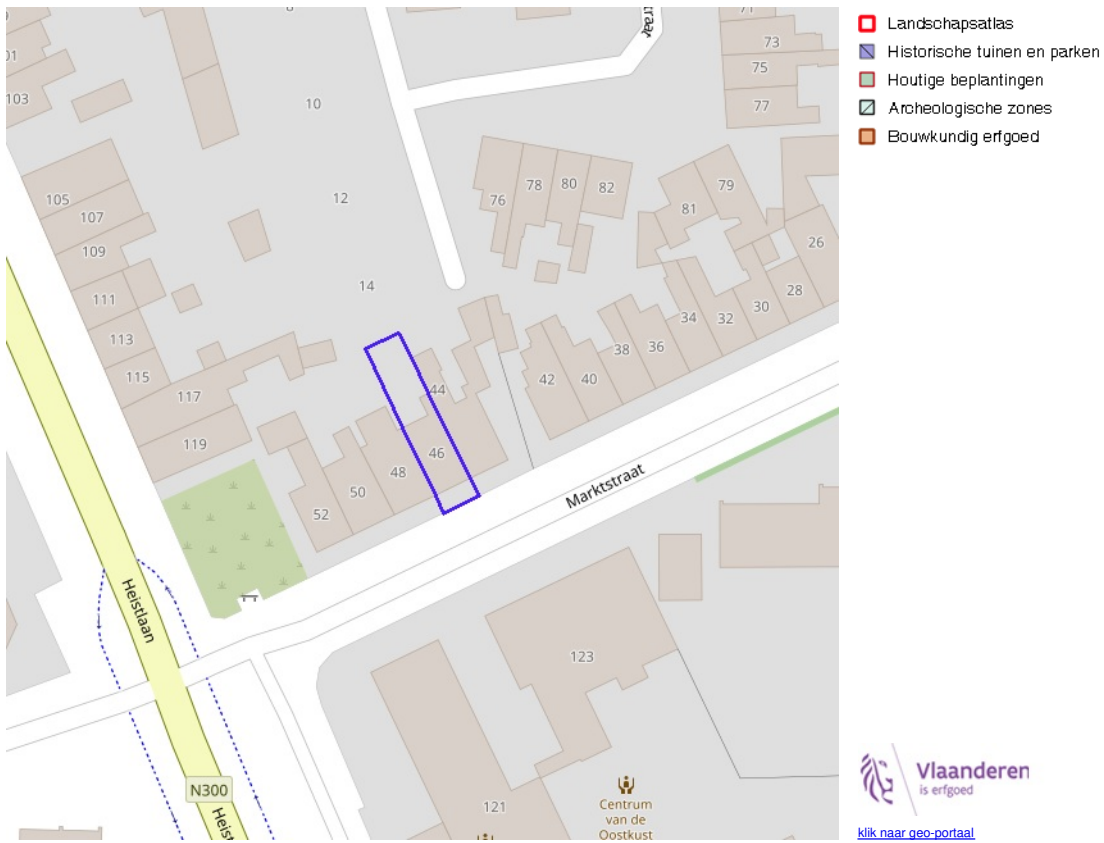 8
71
73
75
77
01
103
10
12
14
105
107
109
111
113
115
117
119
76
78
80
82
79
81
26
28
30
32
34
36
38
40
42
44
46
48
50
52
Marktstraat
Heistlaan
N300
123
121
Centrum
van de
Oostkust
Landschapsatlas
Historische tuinen en parken
Houtige beplantingen
Archeologische zones
Bouwkundig erfgoed
Vlaanderen
is erfgoed
klik naar geo-portaal